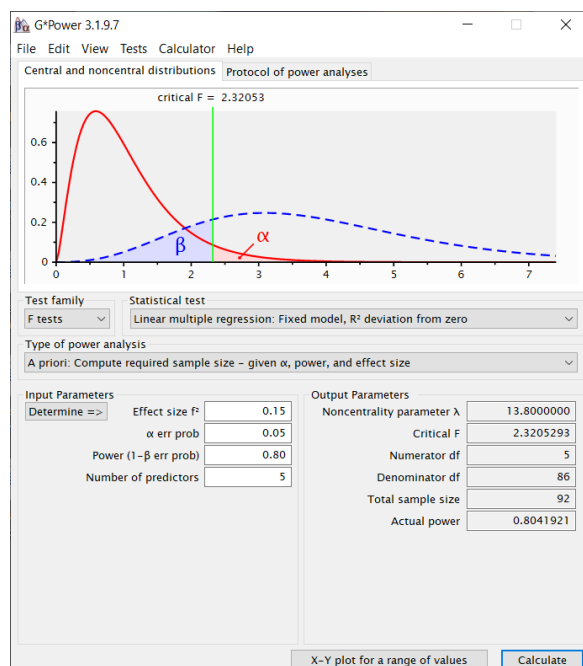 G*Power 3.1.9.7
File Edit View Tests Calculator Help
Central and noncentral distributions Protocol of power analyses
critical F = 2.32053
0.6
0.4
0.2
0
β
α
0 1 2 3 4 5 6 7
Test family Statistical test
F tests Linear multiple regression: Fixed model, R² deviation from zero
Type of power analysis
A priori: Compute required sample size – given α, power, and effect size
Input Parameters Output Parameters
Determine => Effect size f² 0.15 Noncentrality parameter λ 13.8000000
α err prob 0.05 Critical F 2.3205293
Power (1-β err prob) 0.80 Numerator df 5
Number of predictors 5 Denominator df 86
Total sample size 92
Actual power 0.8041921
X-Y plot for a range of values Calculate